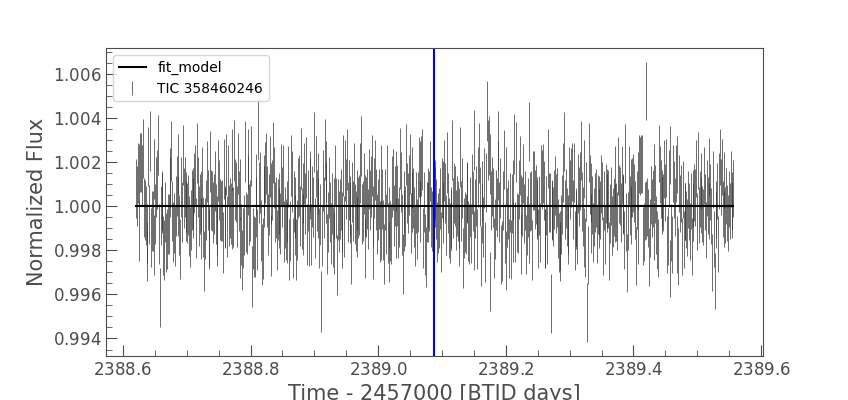 fit_model
TIC 358460246
Normalized Flux
1.006
1.004
1.002
1.000
0.998
0.996
0.994
2388.6 2388.8 2389.0 2389.2 2389.4 2389.6
Time - 2457000 [BTJD days]